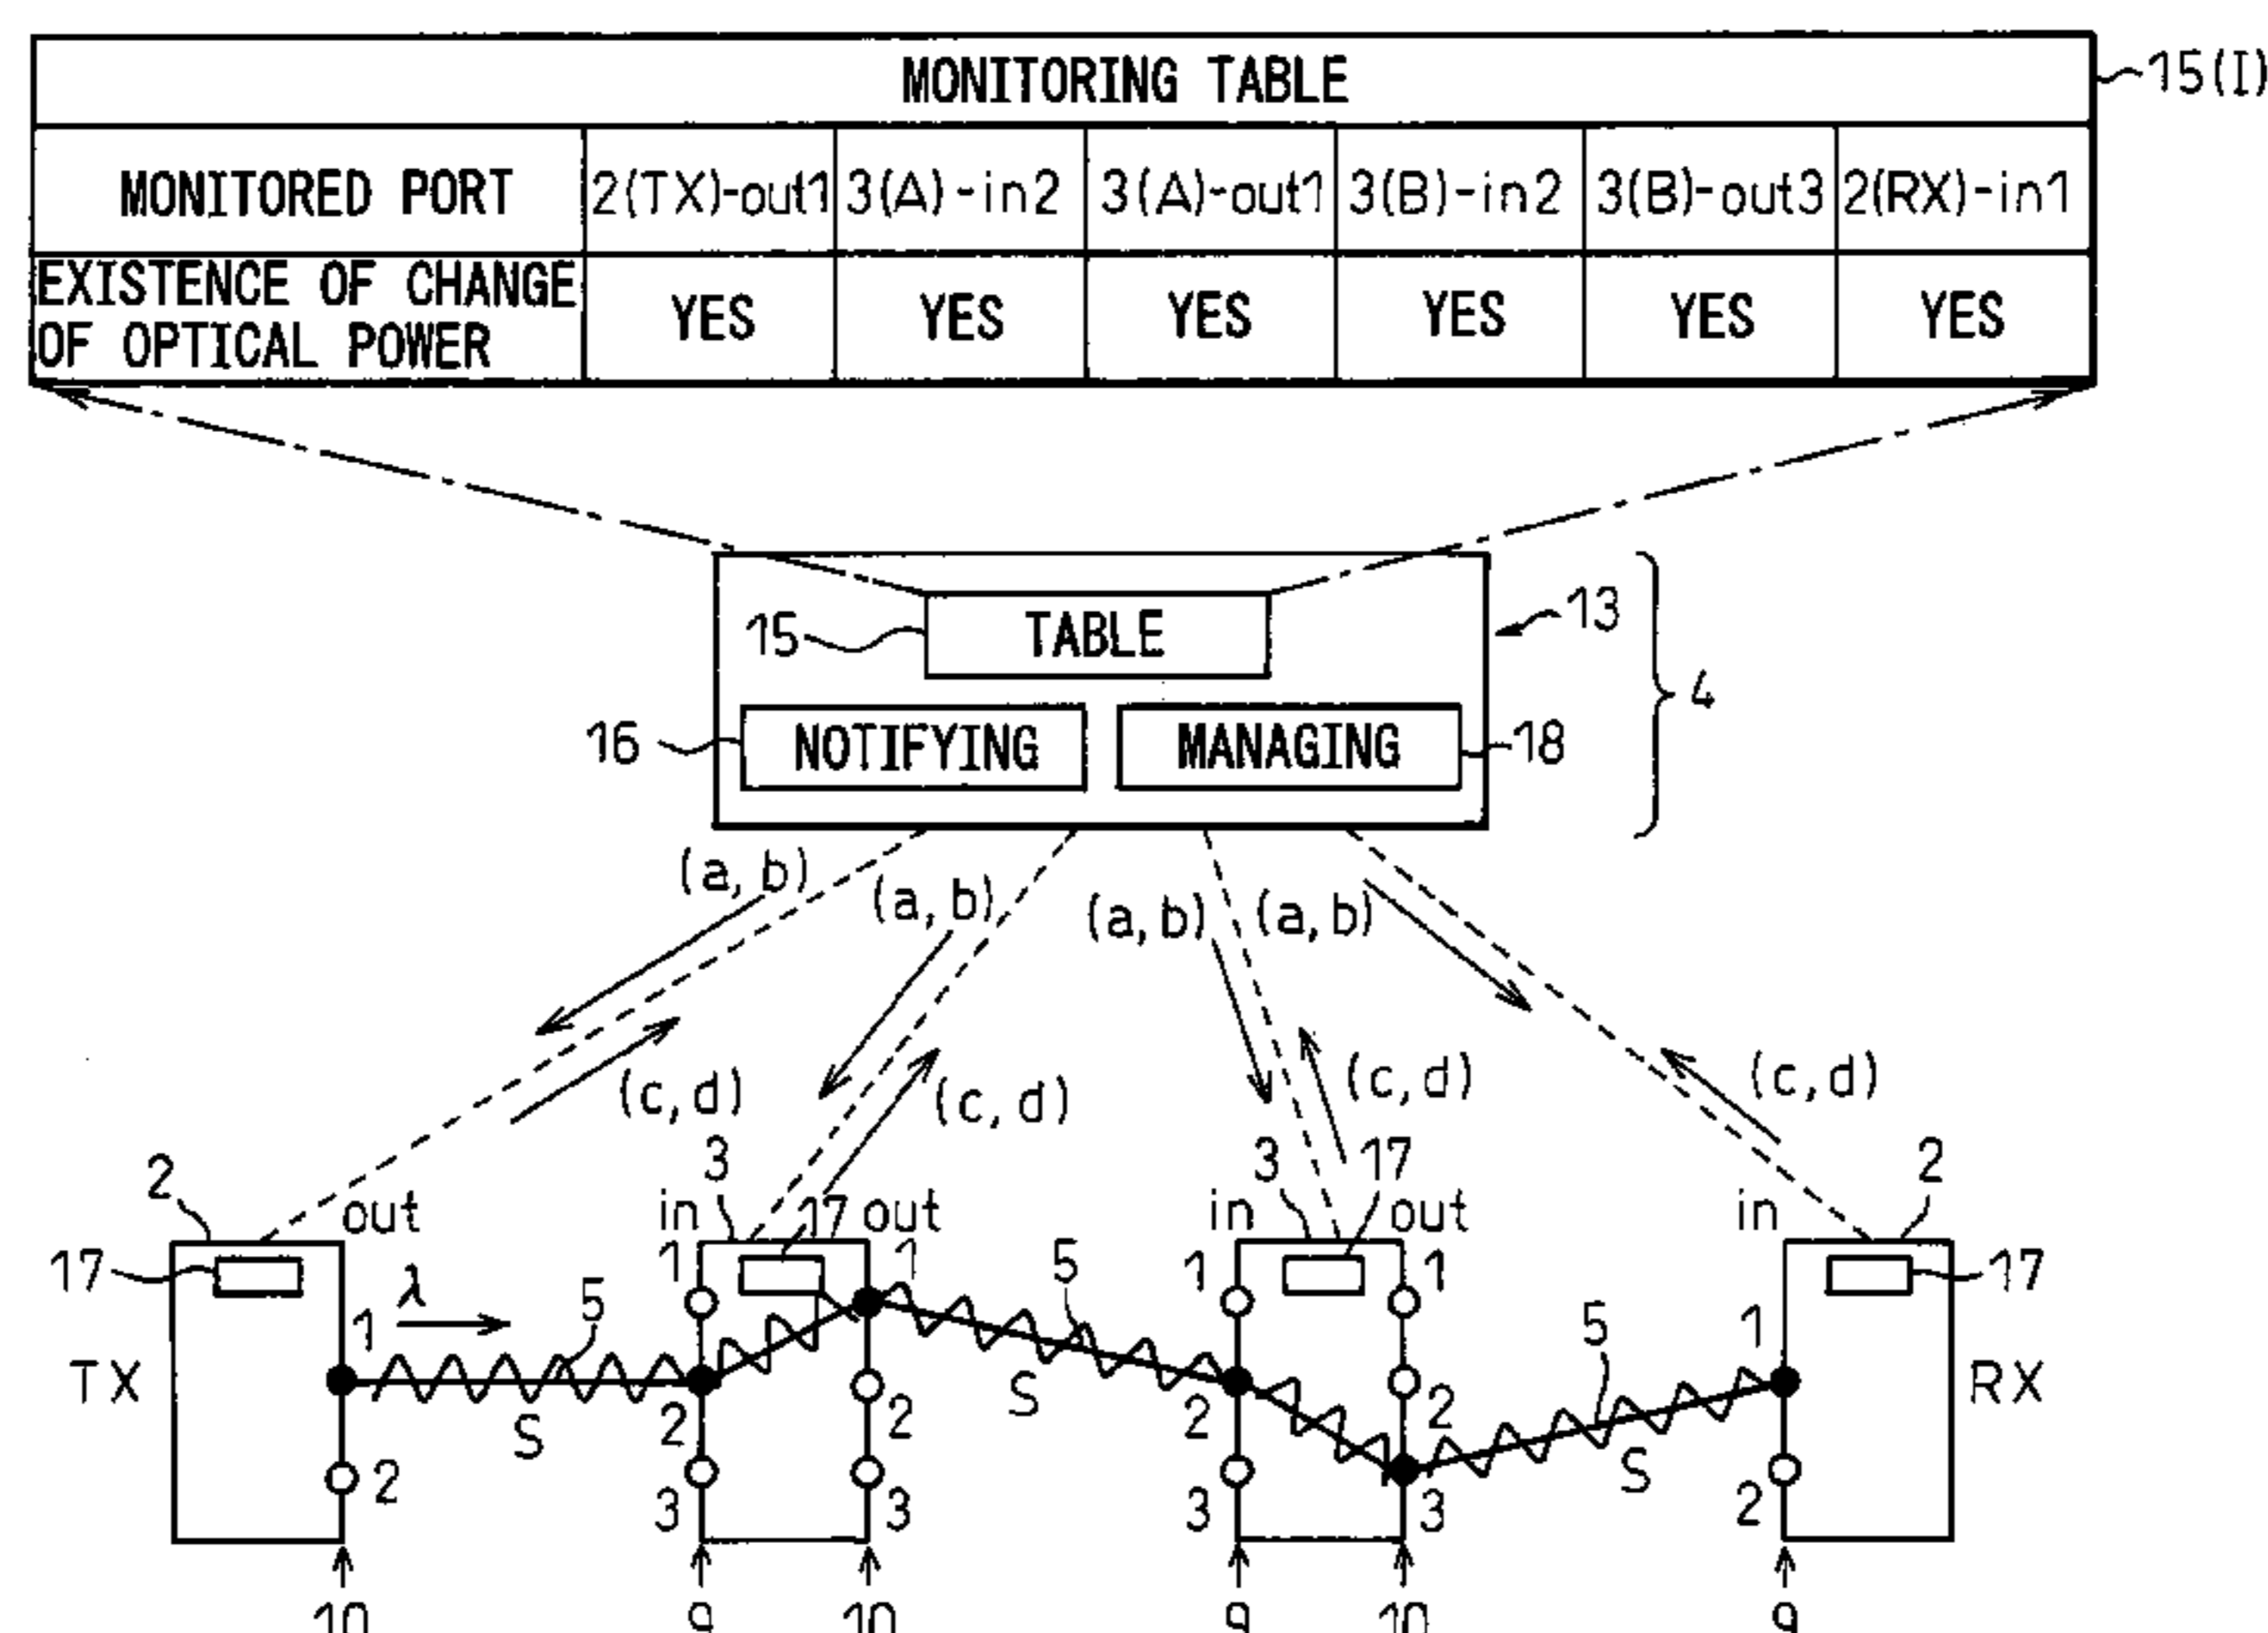 MONITORING TABLE
15(I)
MONITORED PORT 2(TX)-out1 3(A)-in2 3(A)-out1 3(B)-in2 3(B)-out3 2(RX)-in1
EXISTENCE OF CHANGE
OF OPTICAL POWER
YES YES YES YES YES YES
15 TABLE 13
4
16 NOTIFYING MANAGING 18
(a,b) (a,b) (a,b) (a,b)
(c,d) (c,d) (c,d) (c,d)
2 out in 3 17 out in 3 17 out in 2
17 17
1 λ 5 1 1 5 1 1 5 1
TX S 2 2 S 2 2 S RX
2 3 3 3 3 2
10 9 10 9 10 9